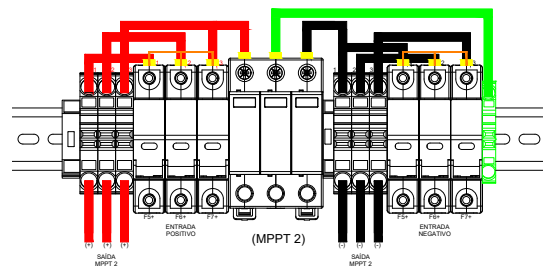 F5+ F6+ F7+
F5+ F6+ F7+
ENTRADA
POSITIVO
(MPPT 2)
ENTRADA
NEGATIVO
(+) (+) (+)
(-) (-) (-)
SAÍDA
MPPT 2
SAÍDA
MPPT 2